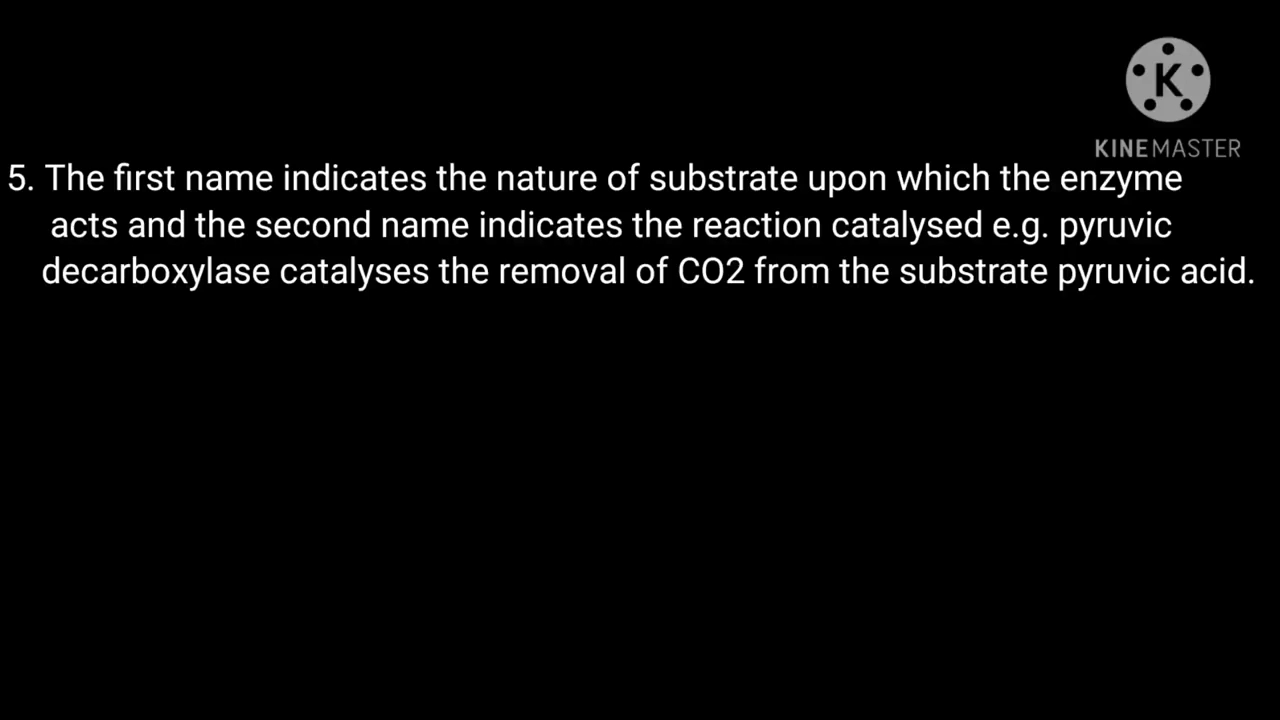 K
KINEMASTER
5. The first name indicates the nature of substrate upon which the enzyme
acts and the second name indicates the reaction catalysed e.g. pyruvic
decarboxylase catalyses the removal of CO2 from the substrate pyruvic acid.